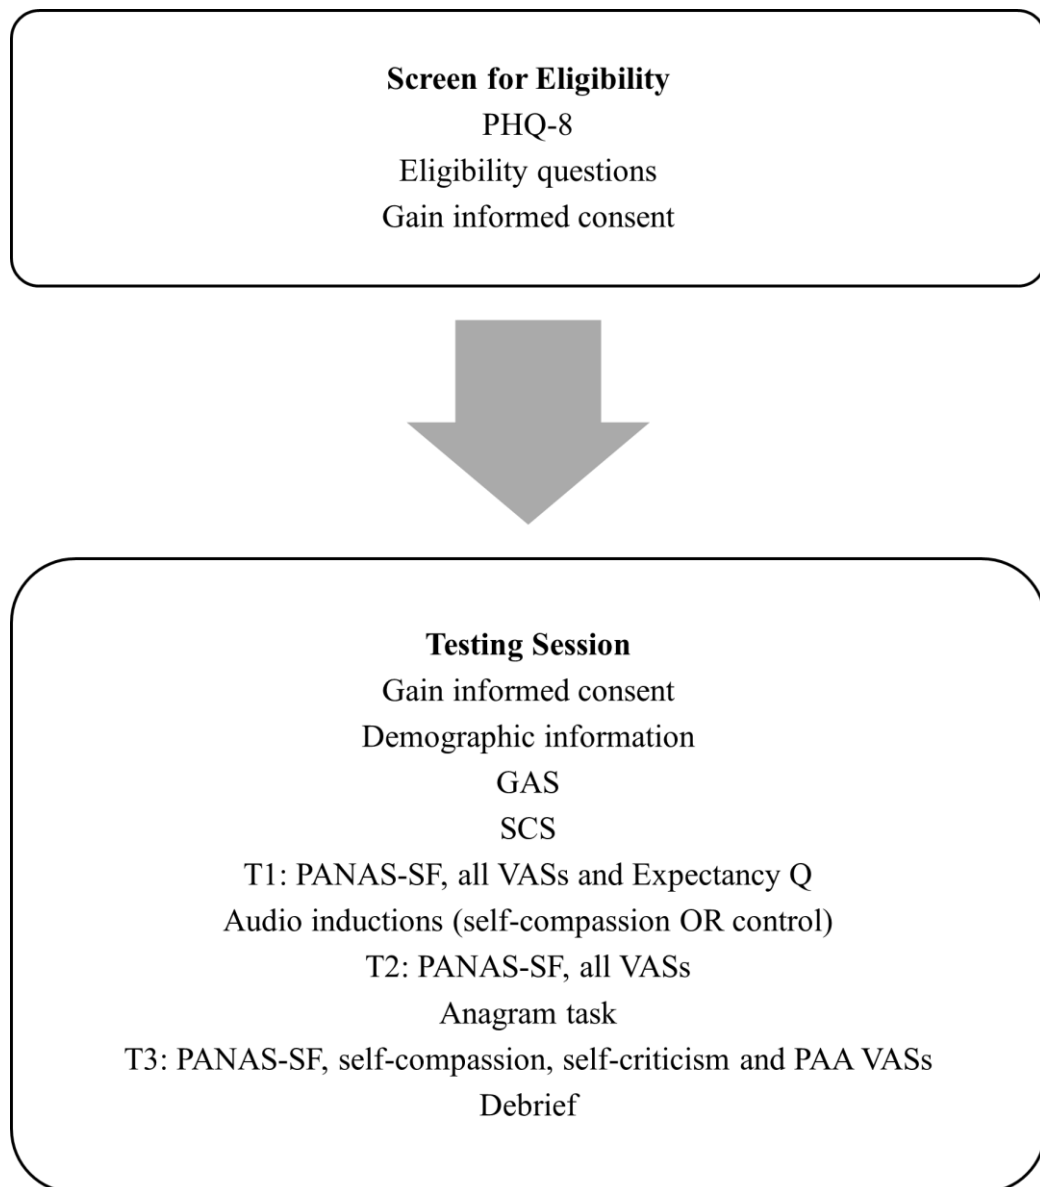 Screen for Eligibility
PHQ-8
Eligibility questions
Gain informed consent
Testing Session
Gain informed consent
Demographic information
GAS
SCS
T1: PANAS-SF, all VASs and Expectancy Q
Audio inductions (self-compassion OR control)
T2: PANAS-SF, all VASs
Anagram task
T3: PANAS-SF, self-compassion, self-criticism and PAA VASs
Debrief